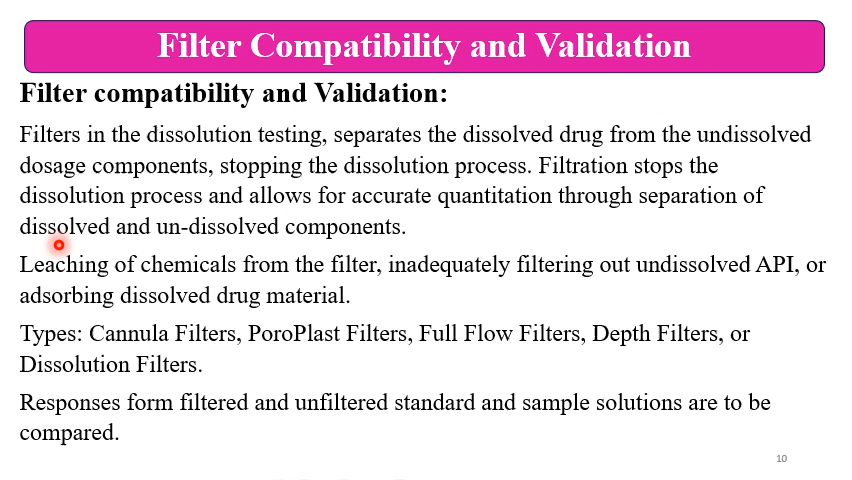 Filter Compatibility and Validation
Filter compatibility and Validation:
Filters in the dissolution testing, separates the dissolved drug from the undissolved
dosage components, stopping the dissolution process. Filtration stops the
dissolution process and allows for accurate quantitation through separation of
dissolved and un-dissolved components.
Leaching of chemicals from the filter, inadequately filtering out undissolved API, or
adsorbing dissolved drug material.
Types: Cannula Filters, PoroPlast Filters, Full Flow Filters, Depth Filters, or
Dissolution Filters.
Responses form filtered and unfiltered standard and sample solutions are to be
compared.
10